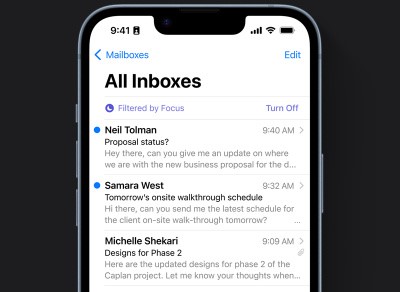 9:41
Mailboxes
Edit
All Inboxes
Filtered by Focus
Turn Off
Neil Tolman
9:40 AM
Proposal status?
Hey there, can you give me an update on where
we are with the new business proposal for the d...
Samara West
9:32 AM
Tomorrow's onsite walkthrough schedule
Hi there, can you send me the latest schedule for
the client on-site walk-through tomorrow? ...
Michelle Shekari
9:09 AM
Designs for Phase 2
Here are the updated designs for phase 2 of the
Caplan project. Let me know your thoughts when...